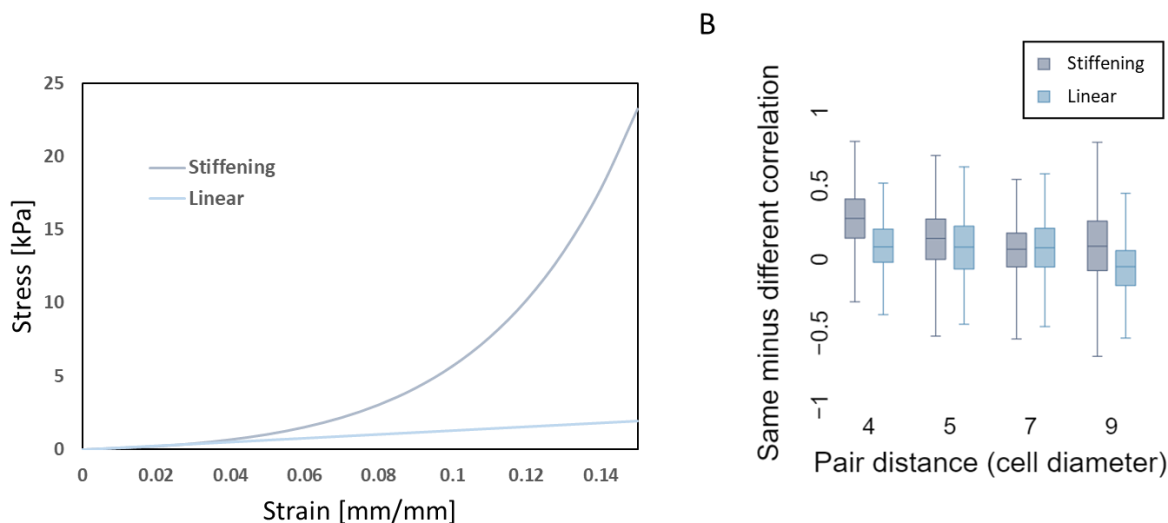 25
20
15
10
5
0
Stress [kPa]
Stiffening
Linear
0 0.02 0.04 0.06 0.08 0.1 0.12 0.14
Strain [mm/mm]
B
Stiffening
Linear
Same minus different correlation
1
0.5
0
−0.5
−1
4 5 7 9
Pair distance (cell diameter)